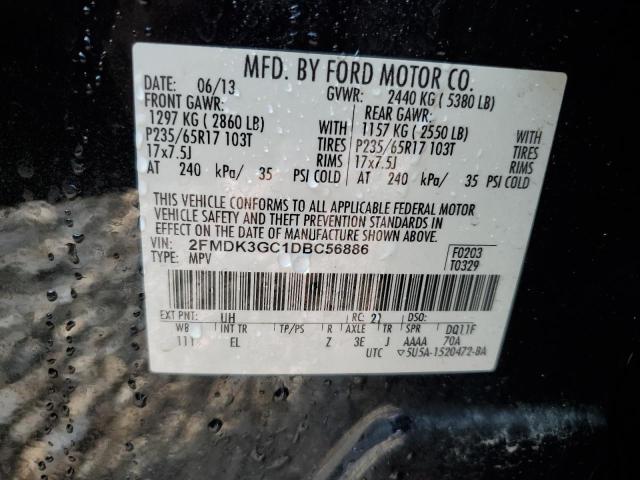 MFD. BY FORD MOTOR CO.
DATE: 06/13 GVWR: 2440 KG ( 5380 LB)
FRONT GAWR: REAR GAWR:
1297 KG ( 2860 LB) WITH 1157 KG ( 2550 LB) WITH
P235/65R17 103T TIRES P235/65R17 103T TIRES
17x7.5J RIMS 17x7.5J RIMS
AT 240 kPa/ 35 PSI COLD AT 240 kPa/ 35 PSI COLD
THIS VEHICLE CONFORMS TO ALL APPLICABLE FEDERAL MOTOR
VEHICLE SAFETY AND THEFT PREVENTION STANDARDS IN
EFFECT ON THE DATE OF MANUFACTURE SHOWN ABOVE.
VIN: 2FMDK3GC1DBC56886 F0203
TYPE: MPV T0329
EXT PNT: UH RC: 21 DSO:
WB INT TR TP/PS R AXLE TR SPR DQ11F
111 EL Z 3E J AAAA 70A
UTC ▽5U5A-1520472-BA